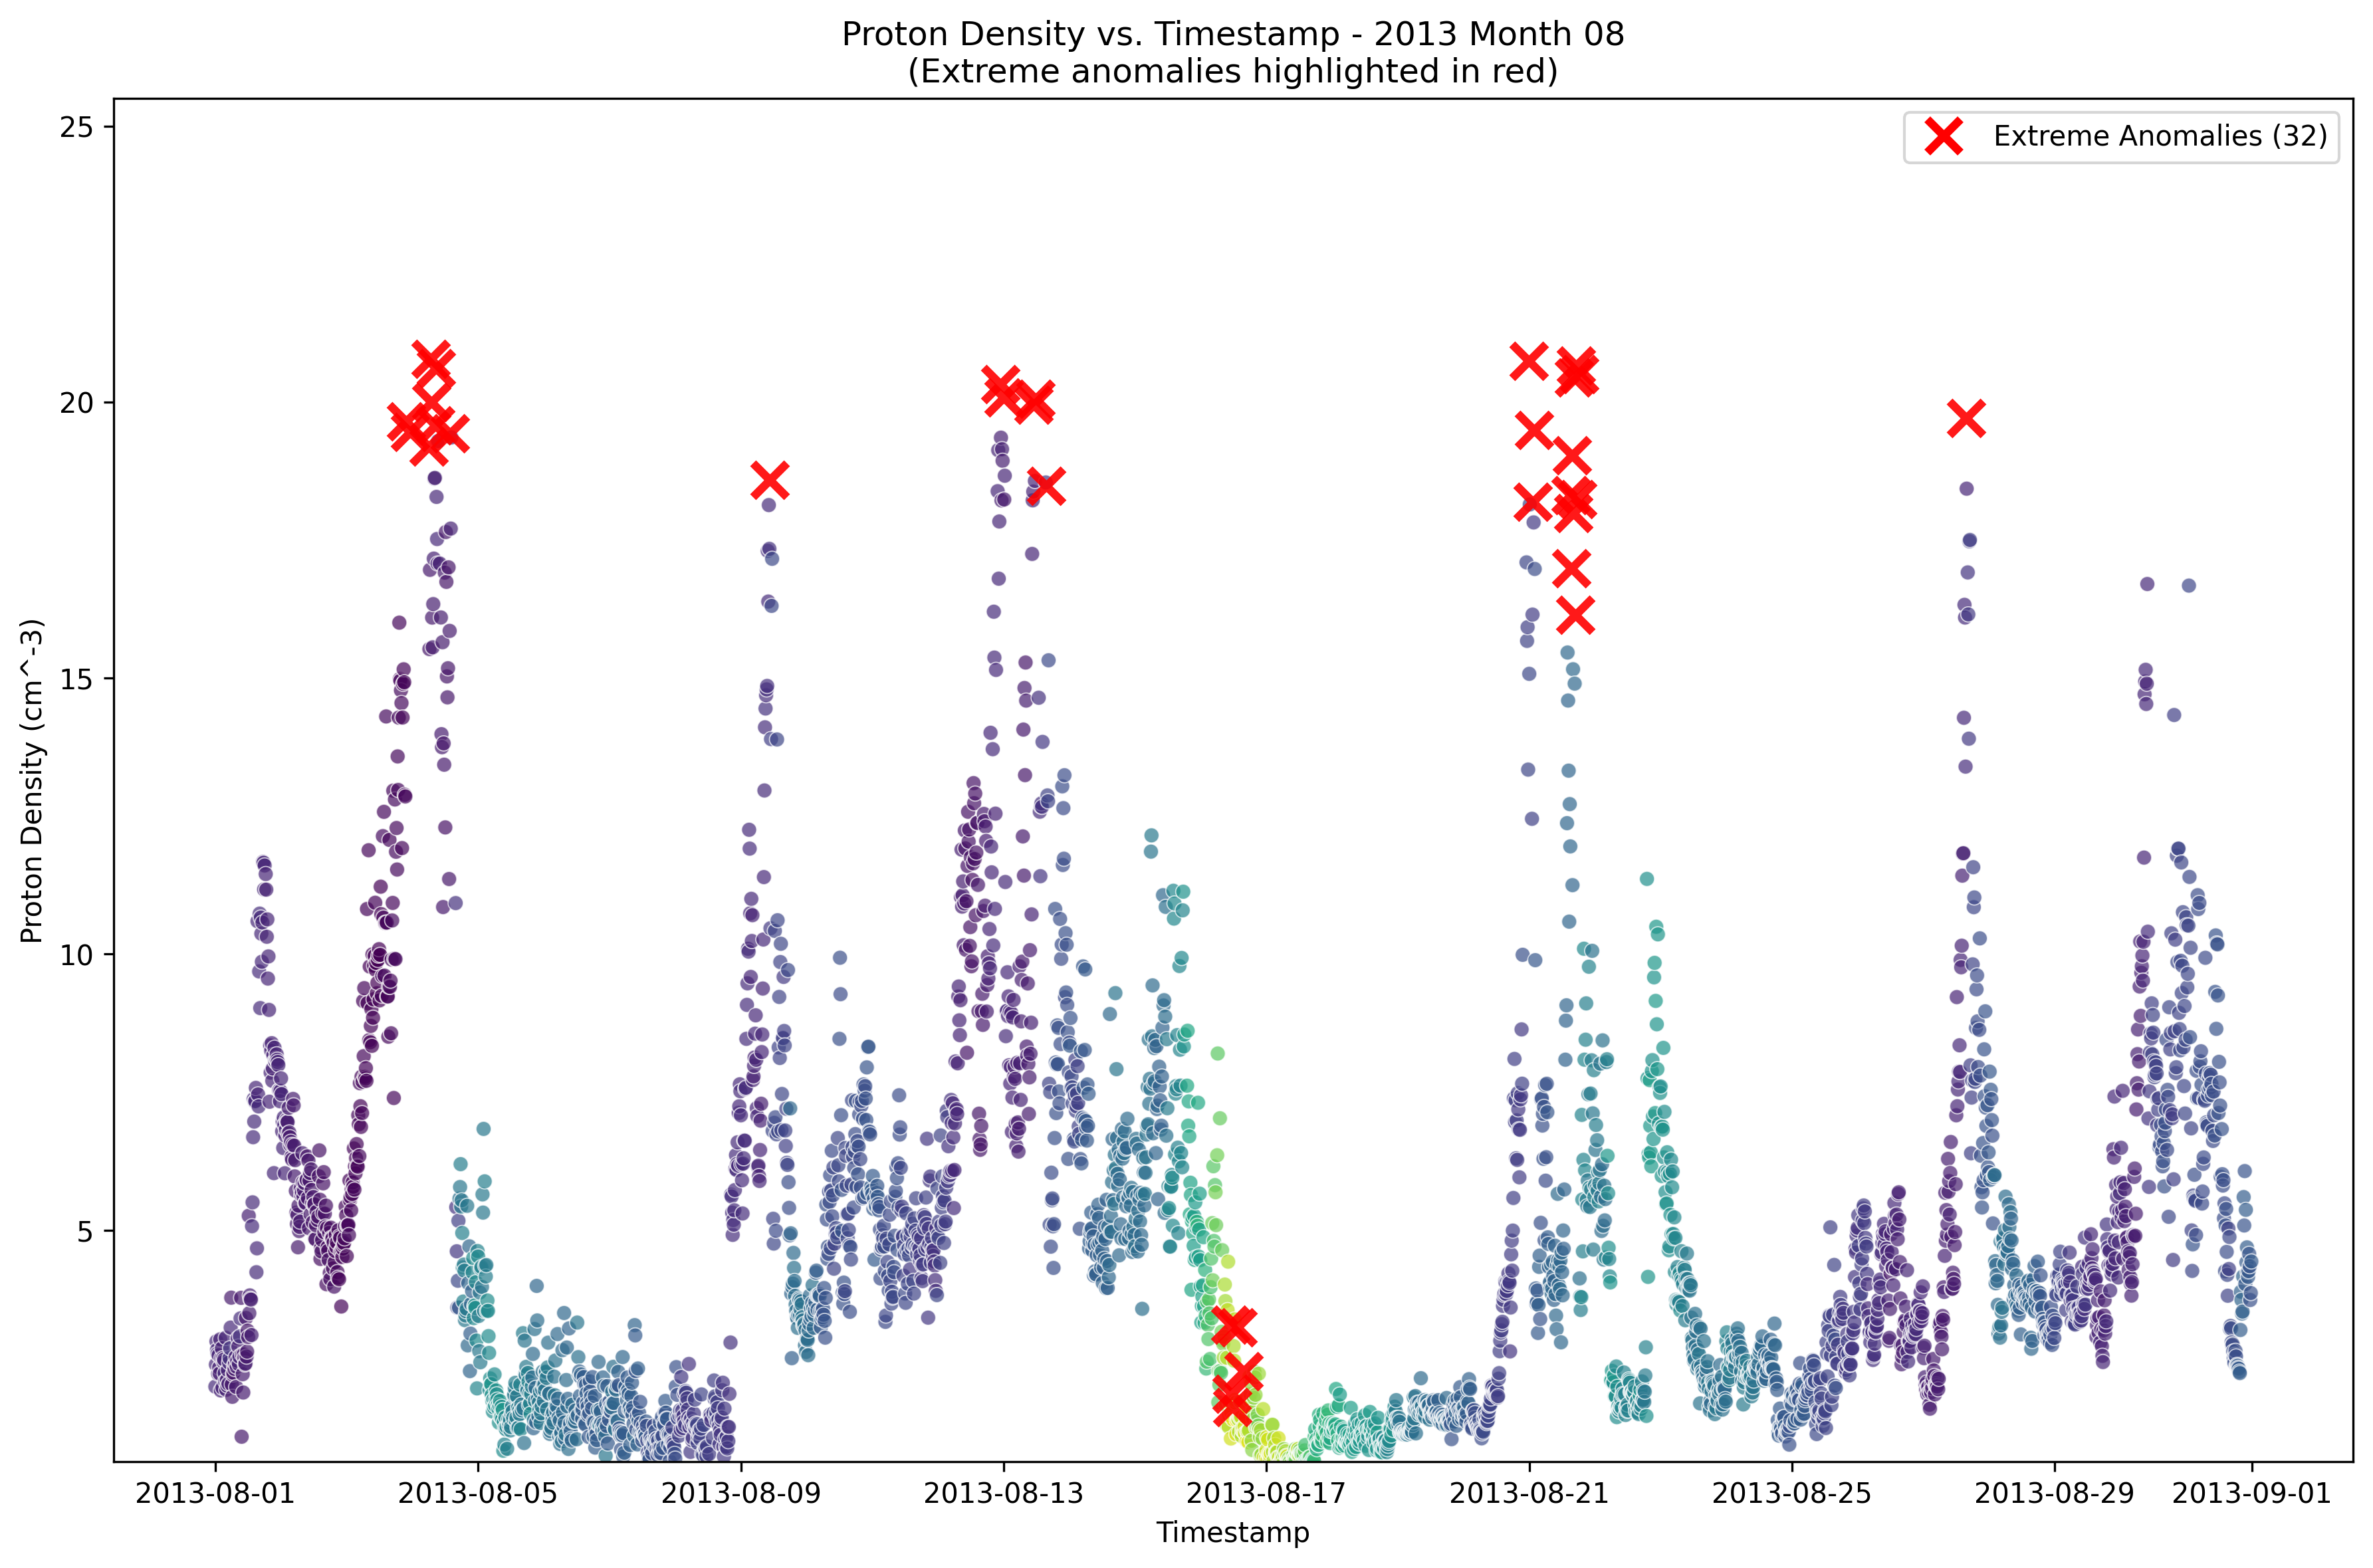 Proton Density vs. Timestamp - 2013 Month 08
(Extreme anomalies highlighted in red)
Extreme Anomalies (32)
25
20
15
10
5
Proton Density (cm^-3)
2013-08-01
2013-08-05
2013-08-09
2013-08-13
2013-08-17
2013-08-21
2013-08-25
2013-08-29
2013-09-01
Timestamp